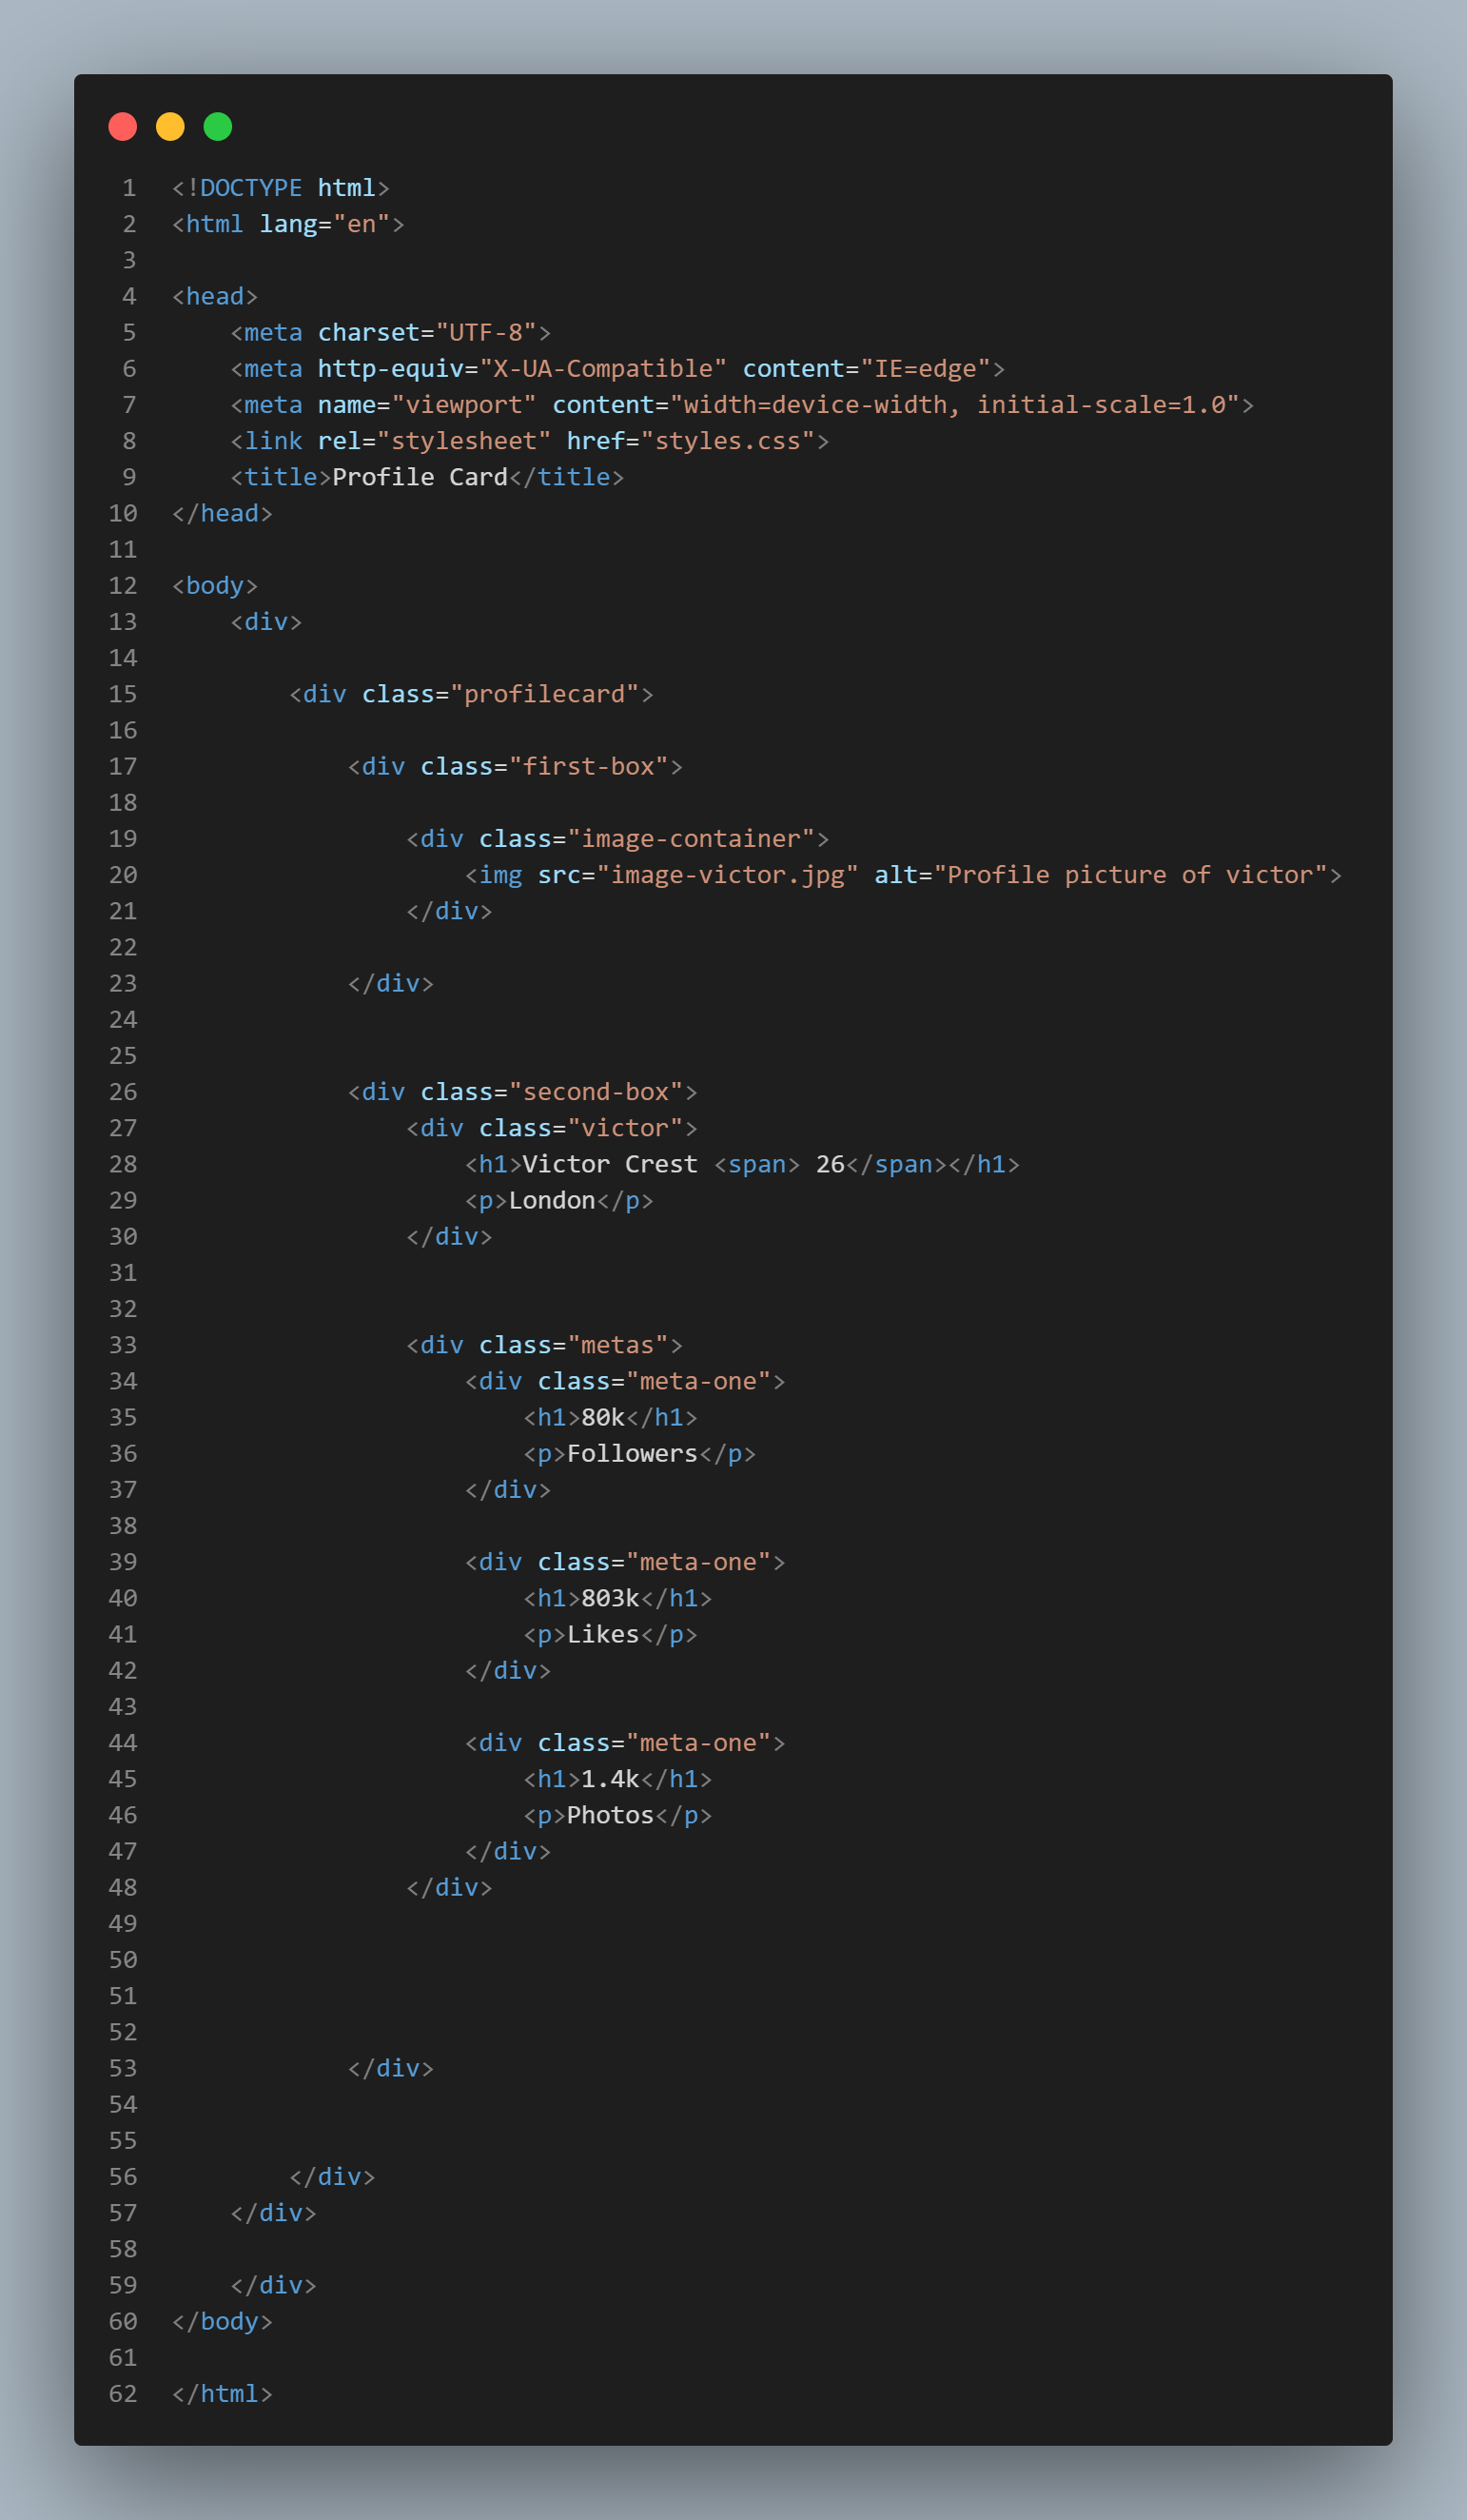 1 <!DOCTYPE html>
2 <html lang="en">
3
4 <head>
5     <meta charset="UTF-8">
6     <meta http-equiv="X-UA-Compatible" content="IE=edge">
7     <meta name="viewport" content="width=device-width, initial-scale=1.0">
8     <link rel="stylesheet" href="styles.css">
9     <title>Profile Card</title>
10 </head>
11
12 <body>
13     <div>
14
15         <div class="profilecard">
16
17             <div class="first-box">
18
19                 <div class="image-container">
20                     <img src="image-victor.jpg" alt="Profile picture of victor">
21                 </div>
22
23             </div>
24
25
26             <div class="second-box">
27                 <div class="victor">
28                     <h1>Victor Crest <span> 26</span></h1>
29                     <p>London</p>
30                 </div>
31
32
33                 <div class="metas">
34                     <div class="meta-one">
35                         <h1>80k</h1>
36                         <p>Followers</p>
37                     </div>
38
39                     <div class="meta-one">
40                         <h1>803k</h1>
41                         <p>Likes</p>
42                     </div>
43
44                     <div class="meta-one">
45                         <h1>1.4k</h1>
46                         <p>Photos</p>
47                     </div>
48                 </div>
49
50
51
52
53             </div>
54
55
56         </div>
57     </div>
58
59     </div>
60 </body>
61
62 </html>